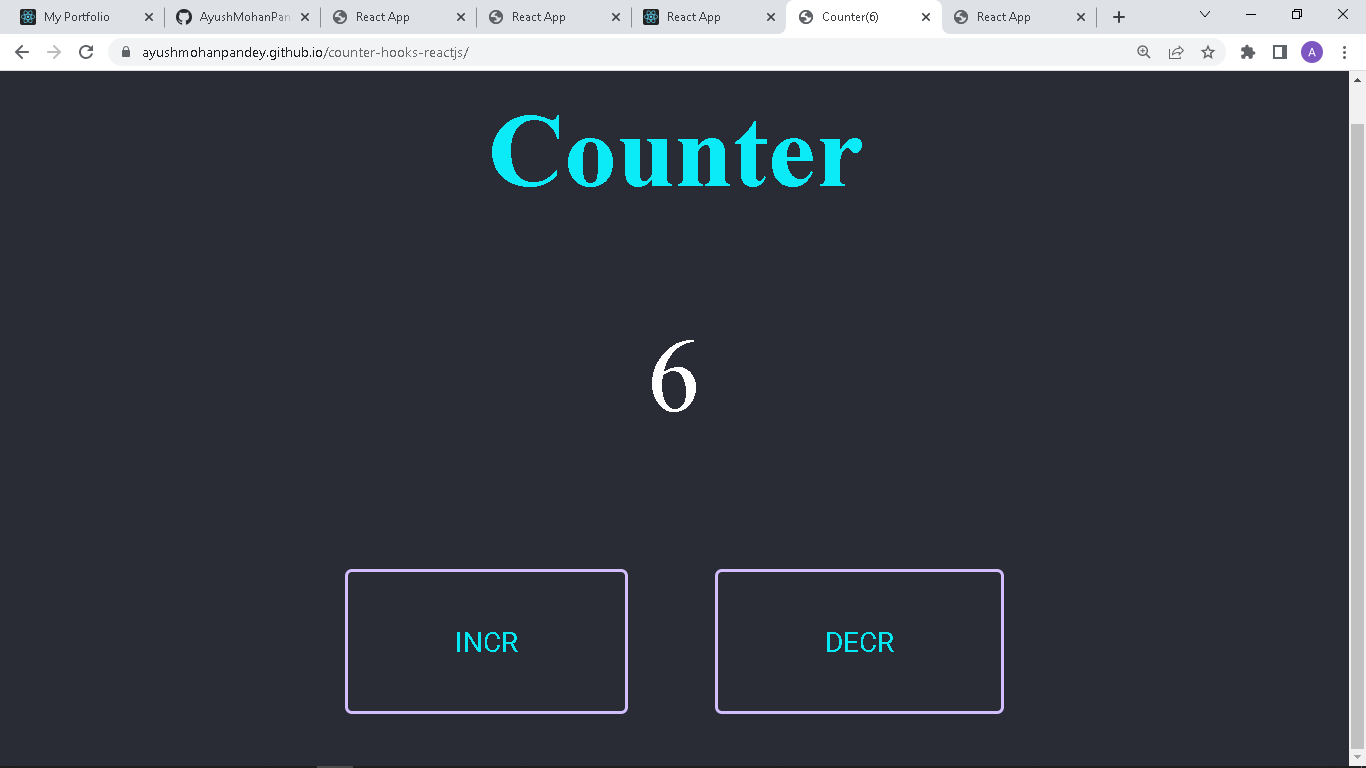 My Portfolio
AyushMohanPan
React App
React App
React App
Counter(6)
React App
ayushmohanpandey.github.io/counter-hooks-reactjs/
A
Counter
6
INCR
DECR